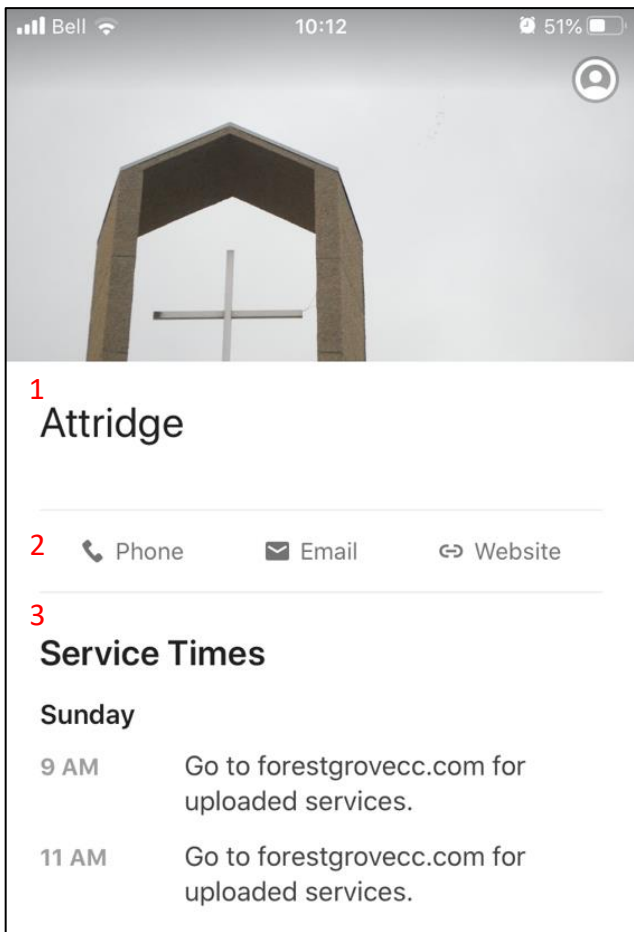 Bell 10:12 51%
1
Attridge
2 Phone Email Website
3
Service Times
Sunday
9 AM Go to forestgrovecc.com for
uploaded services.
11 AM Go to forestgrovecc.com for
uploaded services.